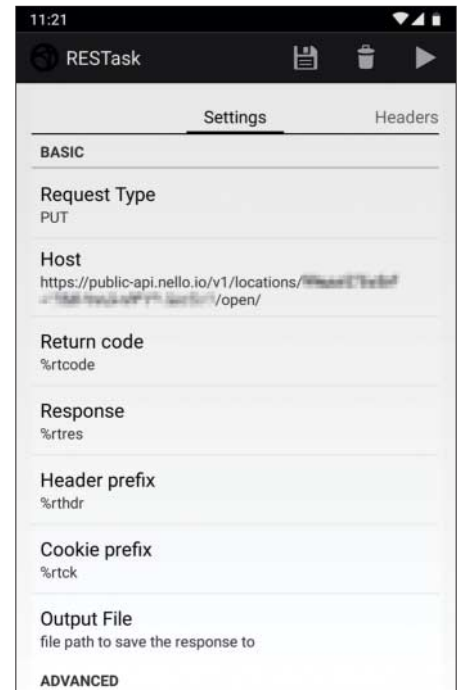 11:21
RESTask
Settings
Headers
BASIC
Request Type
PUT
Host
https://public-api.nello.io/v1/locations/
/open/
Return code
%rtcode
Response
%rtres
Header prefix
%rthdr
Cookie prefix
%rtck
Output File
file path to save the response to
ADVANCED